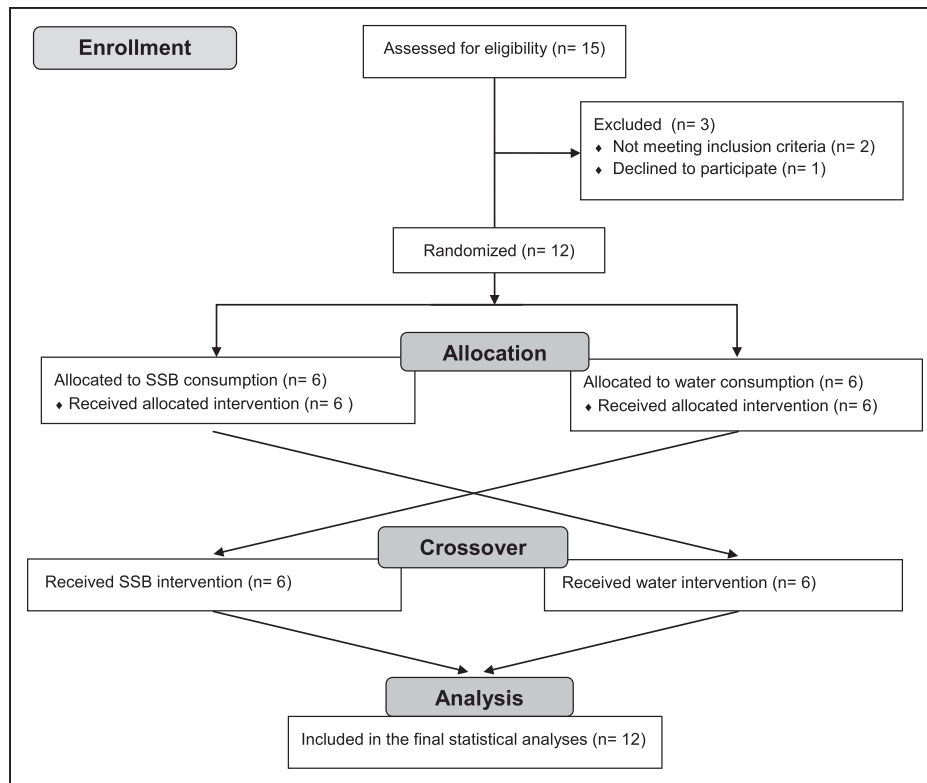 Enrollment
Assessed for eligibility (n= 15)
Excluded (n= 3)
♦ Not meeting inclusion criteria (n= 2)
♦ Declined to participate (n= 1)
Randomized (n= 12)
Allocation
Allocated to SSB consumption (n= 6)
♦ Received allocated intervention (n= 6 )
Allocated to water consumption (n= 6)
♦ Received allocated intervention (n= 6)
Crossover
Received SSB intervention (n= 6)
Received water intervention (n= 6)
Analysis
Included in the final statistical analyses (n= 12)